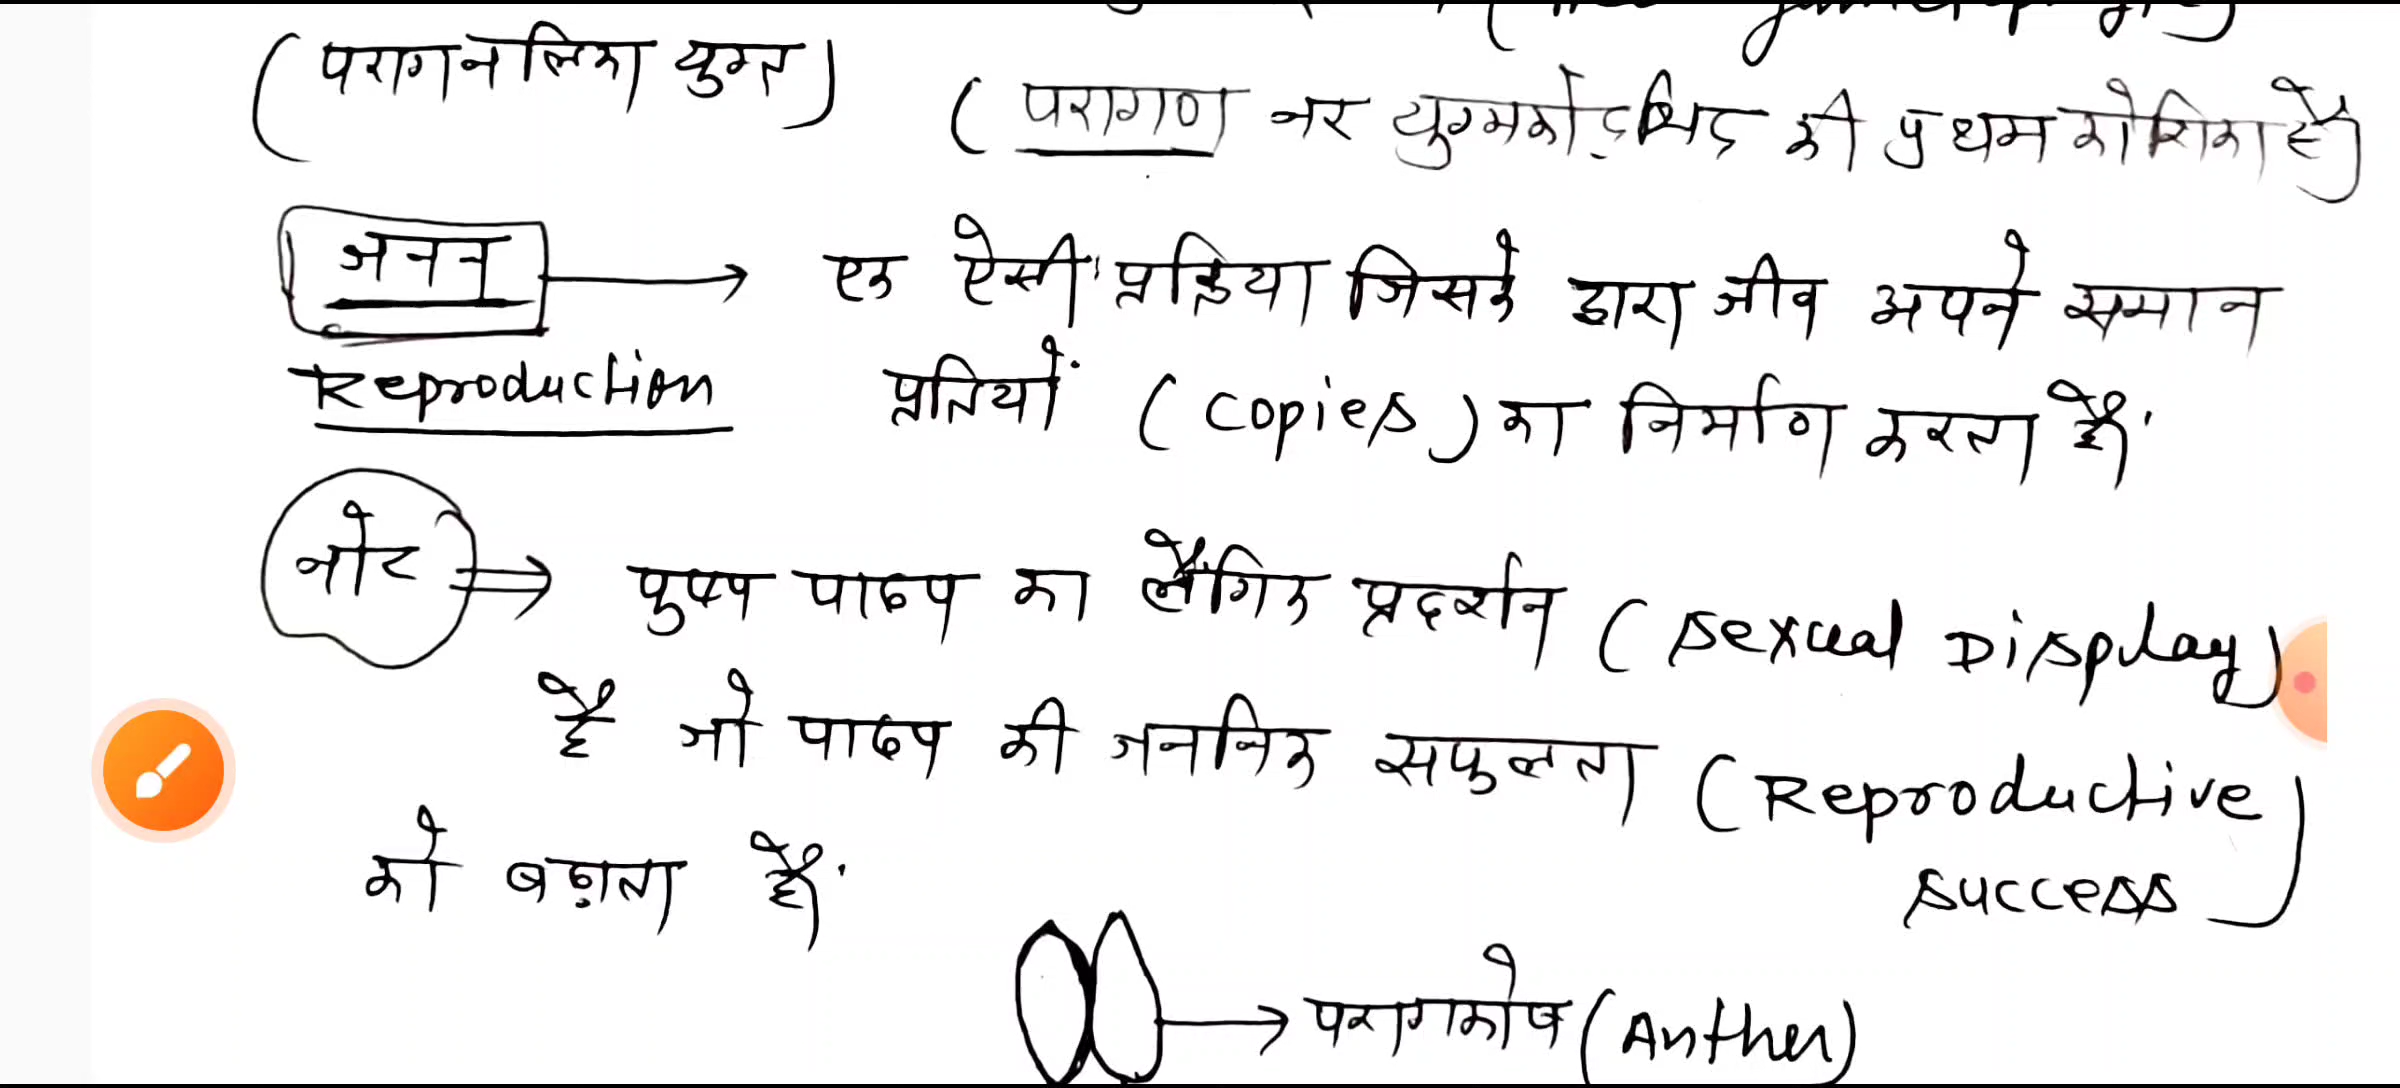 (परागनलिका युग्न) (परागण नर युग्मकोद्भिद की प्रथम कोशिका है)
जनन → एक ऐसी प्रक्रिया जिसके द्वारा जीव अपने समान
Reproduction प्रतियों (copies) का निर्माण करता है.
नोट ⇒ पुष्प पादप का लैंगिक प्रदर्शन (sexual Display)
है जो पादप की जननिक सफलता (Reproductive
success)
को बढ़ाता है.
→ परागकोष (Anther)